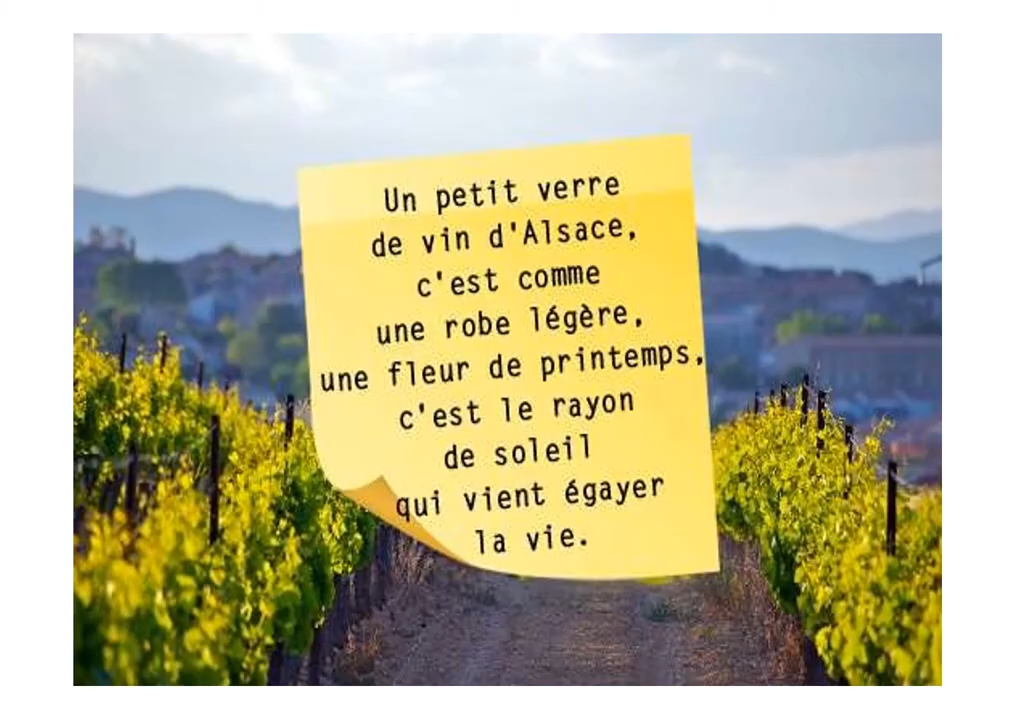 Un petit verre
de vin d'Alsace,
c'est comme
une robe légère,
une fleur de printemps,
c'est le rayon
de soleil
qui vient égayer
la vie.